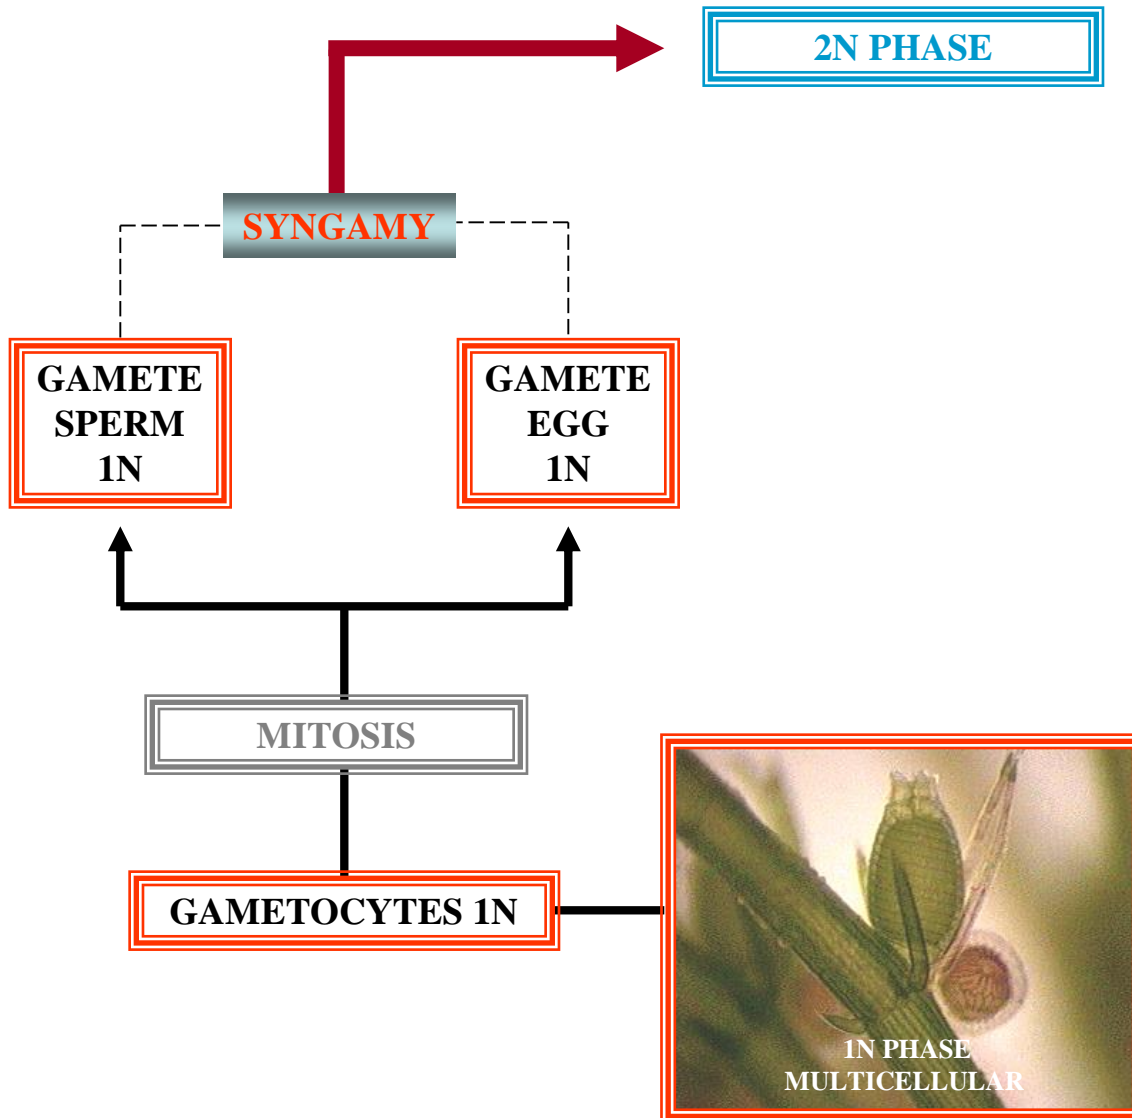 2N PHASE
SYNGAMY
GAMETE
SPERM
1N
GAMETE
EGG
1N
MITOSIS
GAMETOCYTES 1N
1N PHASE
MULTICELLULAR